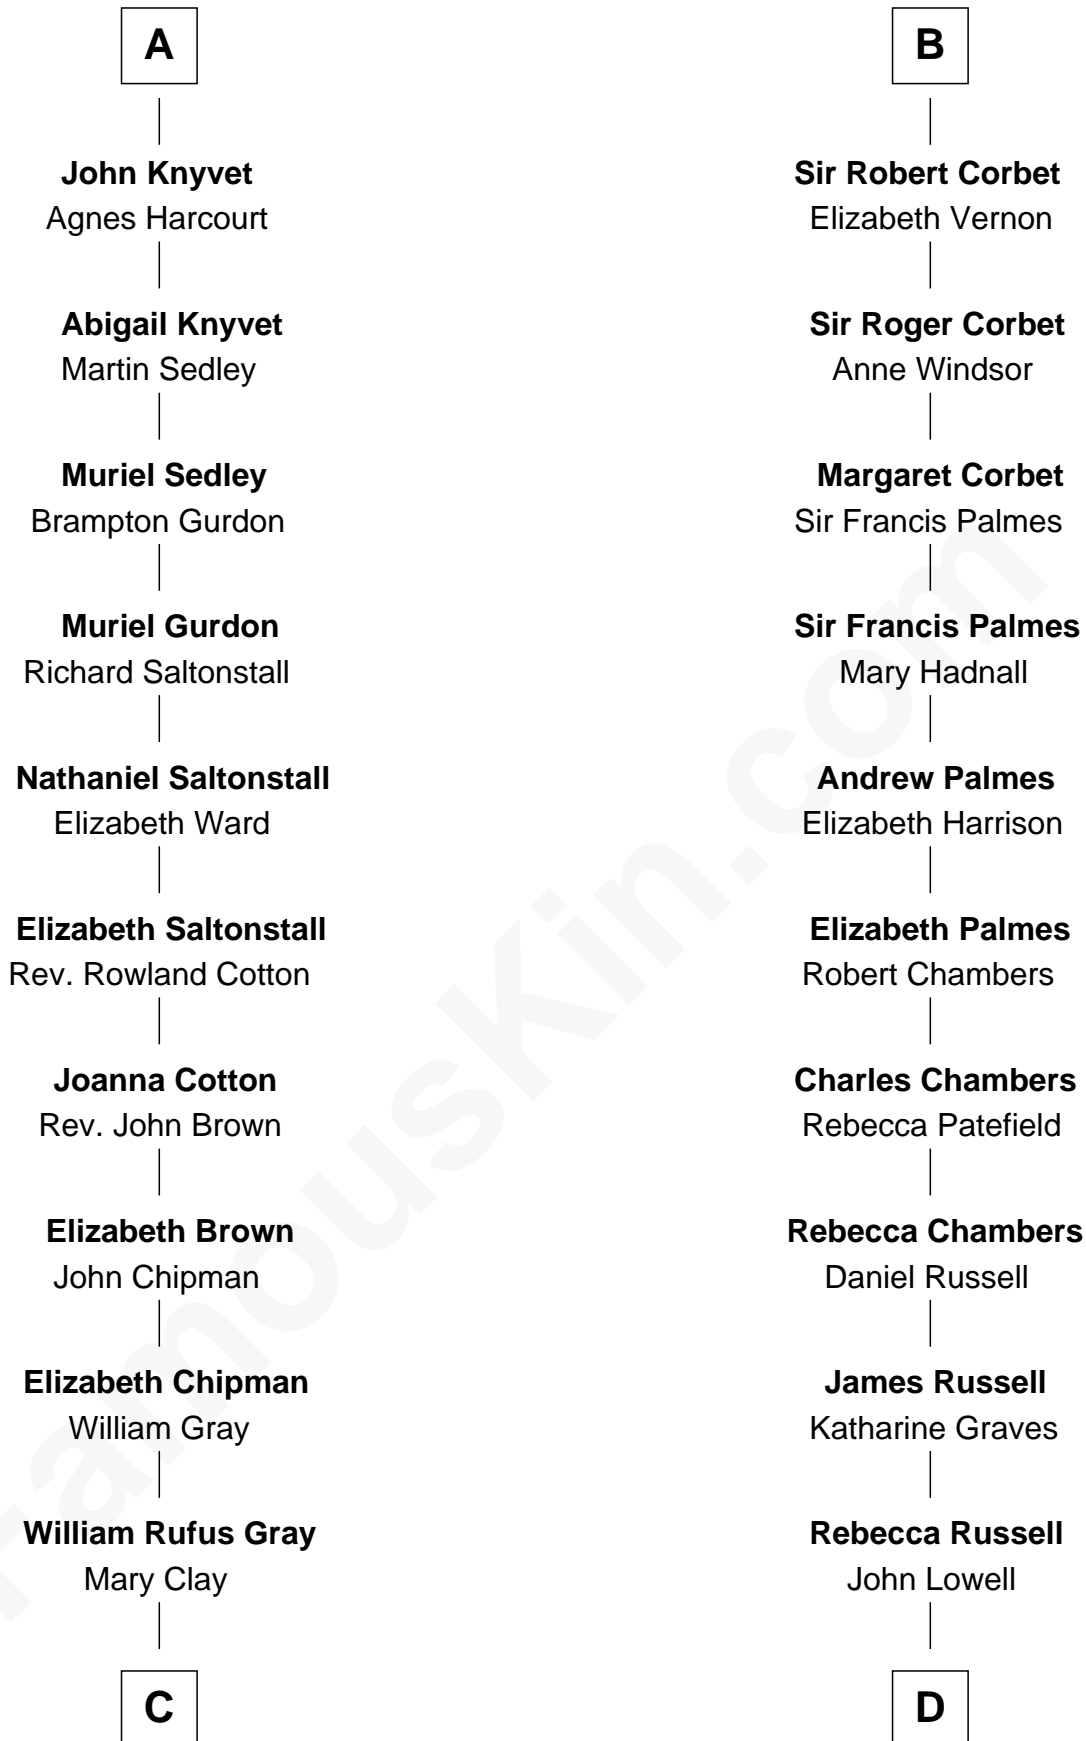 A
John Knyvet
Agnes Harcourt
Abigail Knyvet
Martin Sedley
Muriel Sedley
Brampton Gurdon
Muriel Gurdon
Richard Saltonstall
Nathaniel Saltonstall
Elizabeth Ward
Elizabeth Saltonstall
Rev. Rowland Cotton
Joanna Cotton
Rev. John Brown
Elizabeth Brown
John Chipman
Elizabeth Chipman
William Gray
William Rufus Gray
Mary Clay
C
B
Sir Robert Corbet
Elizabeth Vernon
Sir Roger Corbet
Anne Windsor
Margaret Corbet
Sir Francis Palmes
Sir Francis Palmes
Mary Hadnall
Andrew Palmes
Elizabeth Harrison
Elizabeth Palmes
Robert Chambers
Charles Chambers
Rebecca Patefield
Rebecca Chambers
Daniel Russell
James Russell
Katharine Graves
Rebecca Russell
John Lowell
D
FamousKin.com